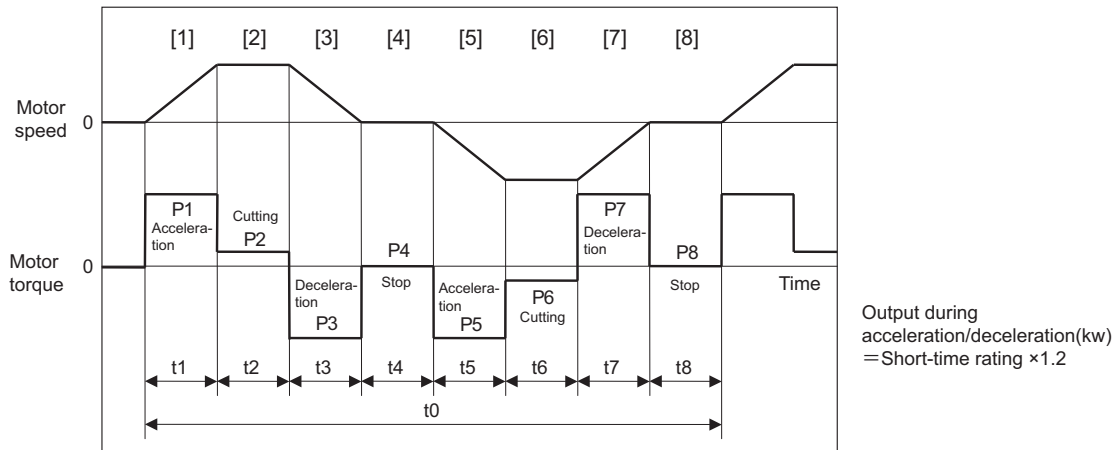 [1] [2] [3] [4] [5] [6] [7] [8]
Motor
speed
0
P1
Accelera-
tion
Cutting
P2
Decelera-
tion
P3
P4
Stop
Accelera-
tion
P5
P6
Cutting
P7
Decelera-
tion
P8
Stop
Motor
torque
0
Time
t1 t2 t3 t4 t5 t6 t7 t8
t0
Output during
acceleration/deceleration(kw)
＝Short-time rating ×1.2